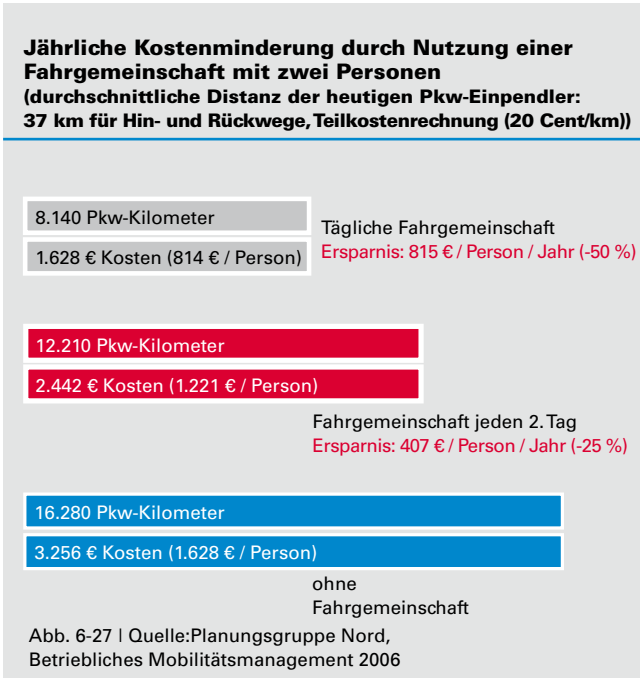 Jährliche Kostenminderung durch Nutzung einer
Fahrgemeinschaft mit zwei Personen
(durchschnittliche Distanz der heutigen Pkw-Einpendler:
37 km für Hin- und Rückwege, Teilkostenrechnung (20 Cent/km))
8.140 Pkw-Kilometer
1.628 € Kosten (814 € / Person)
Tägliche Fahrgemeinschaft
Ersparnis: 815 € / Person / Jahr (-50 %)
12.210 Pkw-Kilometer
2.442 € Kosten (1.221 € / Person)
Fahrgemeinschaft jeden 2. Tag
Ersparnis: 407 € / Person / Jahr (-25 %)
16.280 Pkw-Kilometer
3.256 € Kosten (1.628 € / Person)
ohne
Fahrgemeinschaft
Abb. 6-27 | Quelle:Planungsgruppe Nord,
Betriebliches Mobilitätsmanagement 2006